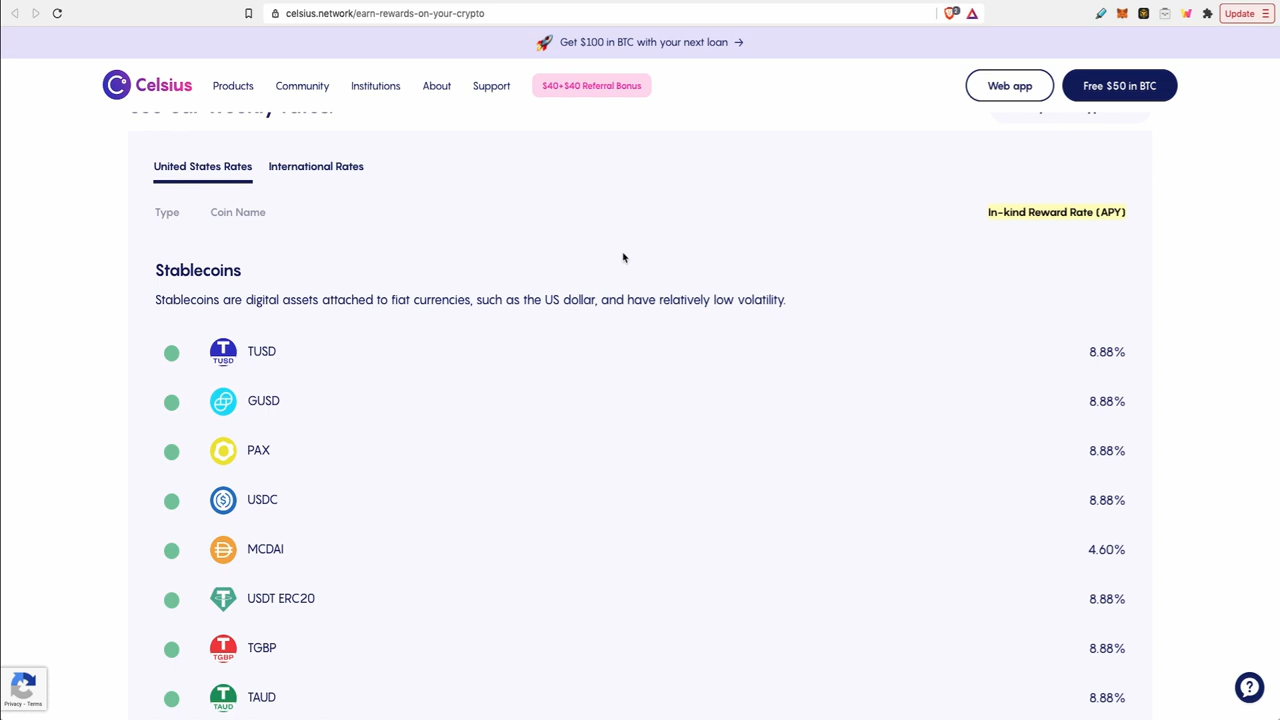 celsius.network/earn-rewards-on-your-crypto
Update
Get $100 in BTC with your next loan →
Celsius
Products
Community
Institutions
About
Support
$40+$40 Referral Bonus
Web app
Free $50 in BTC
United States Rates
International Rates
Type
Coin Name
In-kind Reward Rate (APY)
Stablecoins
Stablecoins are digital assets attached to fiat currencies, such as the US dollar, and have relatively low volatility.
TUSD
TUSD
8.88%
GUSD
8.88%
PAX
8.88%
USDC
8.88%
MCDAI
4.60%
USDT ERC20
8.88%
TGBP
TGBP
8.88%
TAUD
TAUD
8.88%
Privacy - Terms